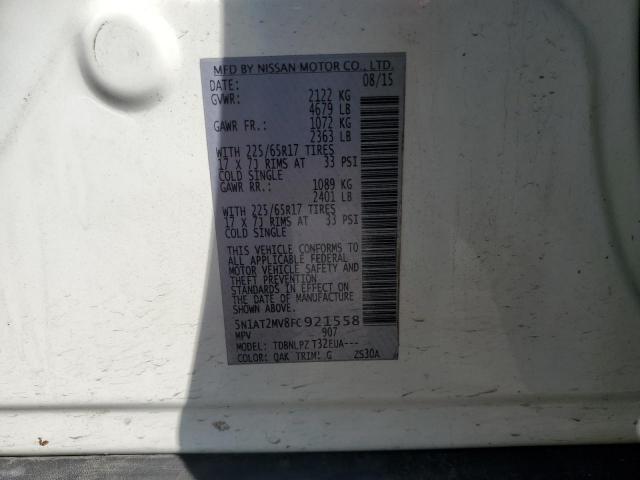 MFD BY NISSAN MOTOR CO., LTD.
DATE: 08/15
GVWR: 2122 KG
4679 LB
GAWR FR.: 1072 KG
2363 LB
WITH 225/65R17 TIRES
17 X 7J RIMS AT 33 PSI
COLD SINGLE
GAWR RR.: 1089 KG
2401 LB
WITH 225/65R17 TIRES
17 X 7J RIMS AT 33 PSI
COLD SINGLE
THIS VEHICLE CONFORMS TO
ALL APPLICABLE FEDERAL
MOTOR VEHICLE SAFETY AND
THEFT PREVENTION
STANDARDS IN EFFECT ON
THE DATE OF MANUFACTURE
SHOWN ABOVE.
5N1AT2MV8FC921558
MPV 907
MODEL: TDBNLPZ T32EUA---
COLOR: QAK TRIM: G ZS30A